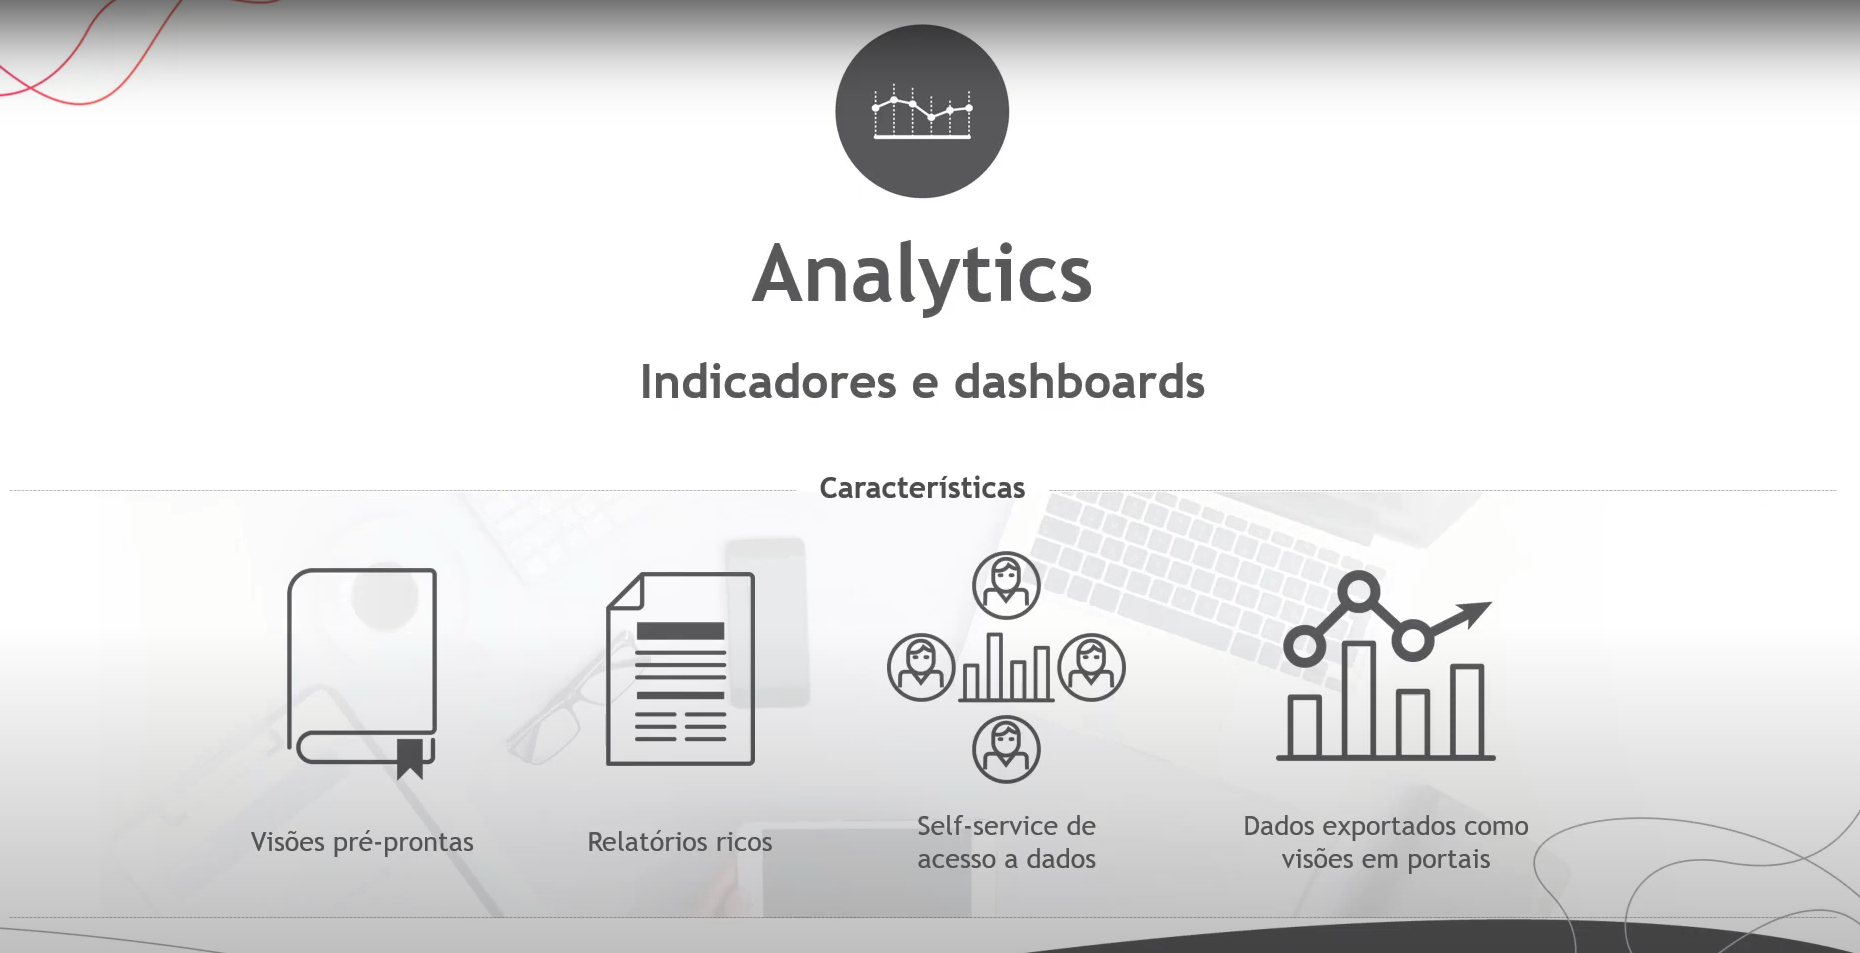 Analytics
Indicadores e dashboards
Características
Visões pré-prontas
Relatórios ricos
Self-service de
acesso a dados
Dados exportados como
visões em portais